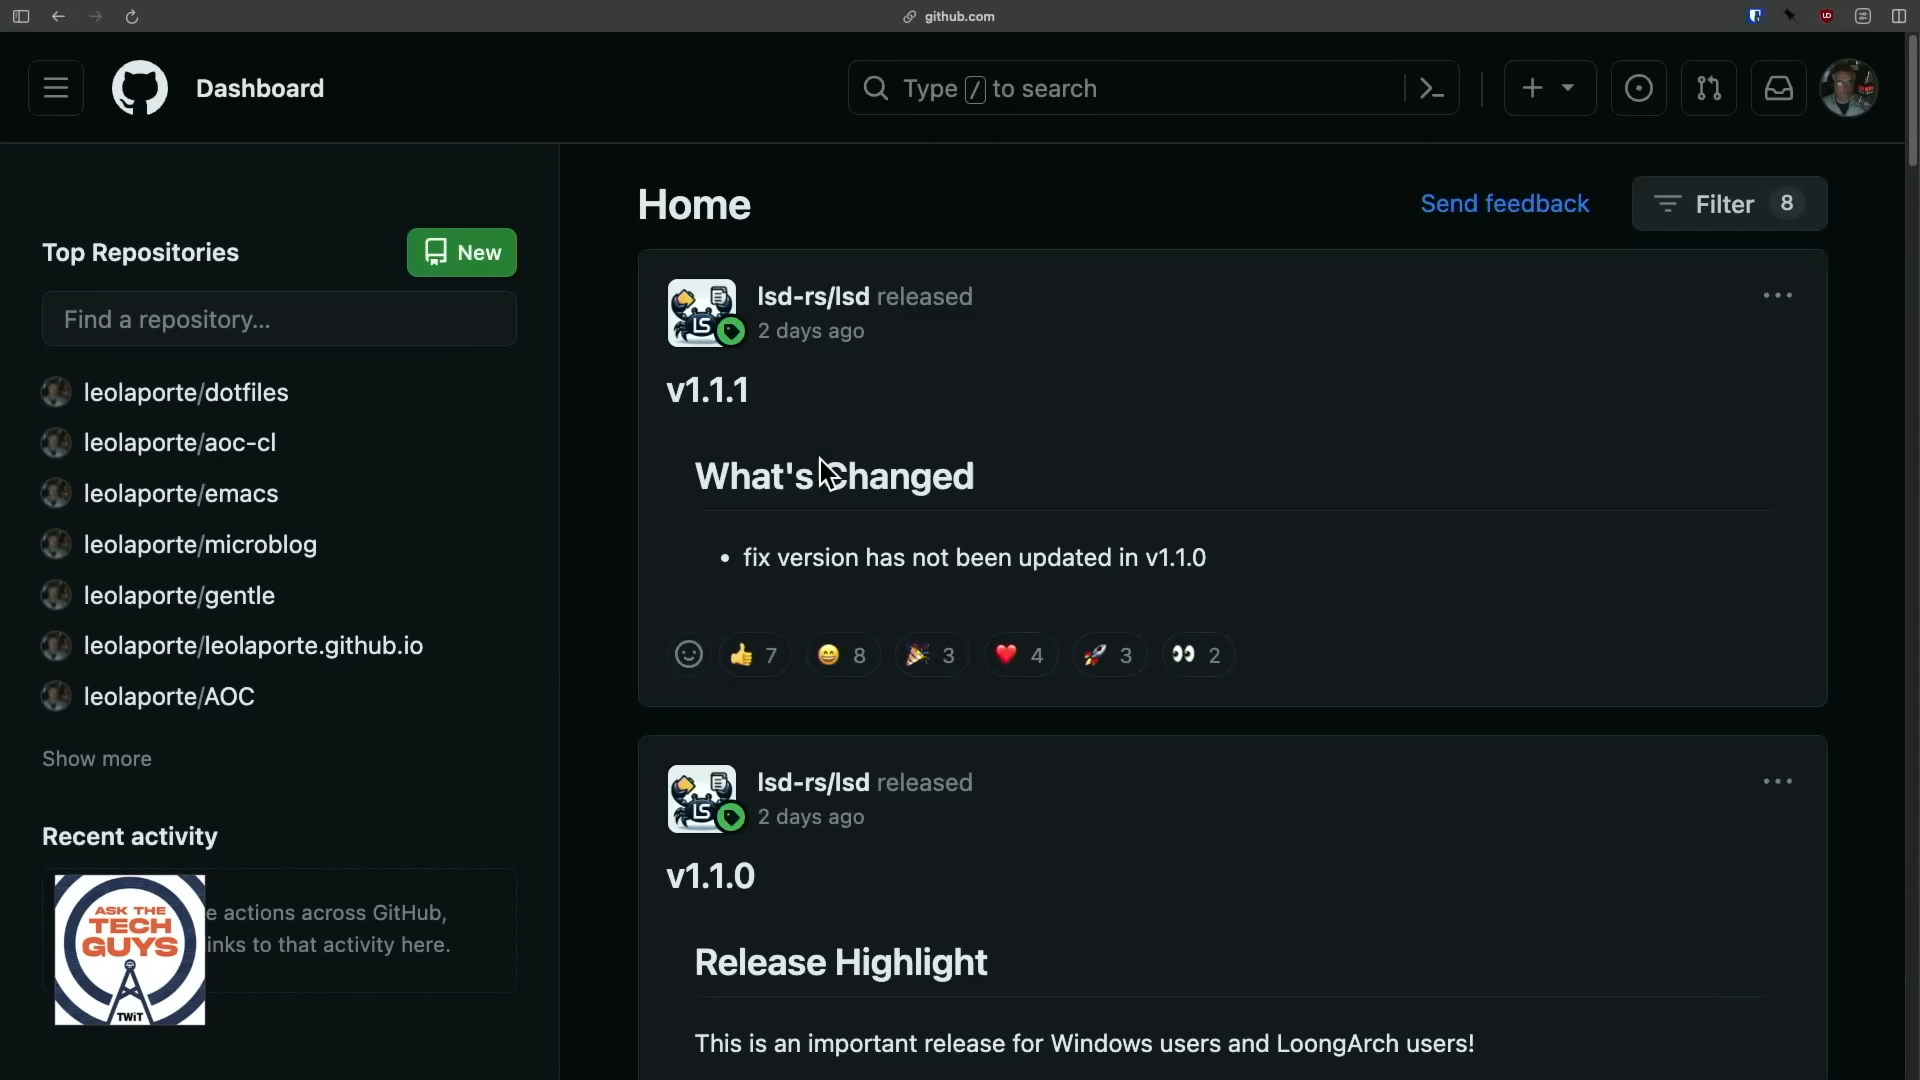 github.com
Dashboard
Type / to search
Top Repositories
New
Find a repository...
leolaporte/dotfiles
leolaporte/aoc-cl
leolaporte/emacs
leolaporte/microblog
leolaporte/gentle
leolaporte/leolaporte.github.io
leolaporte/AOC
Show more
Recent activity
e actions across GitHub,
inks to that activity here.
ASK THE
TECH
GUYS
TWiT
Home
Send feedback
Filter 8
lsd-rs/lsd released
2 days ago
v1.1.1
What's Changed
• fix version has not been updated in v1.1.0
👍 7 😄 8 🎉 3 ❤️ 4 🚀 3 👀 2
lsd-rs/lsd released
2 days ago
v1.1.0
Release Highlight
This is an important release for Windows users and LoongArch users!